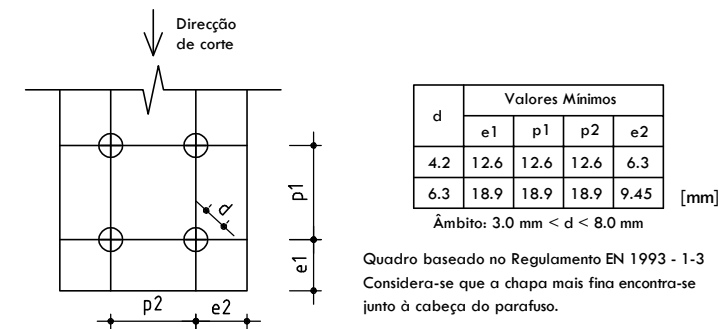 Direcção
de corte
d
p1
e1
p2 e2
d Valores Mínimos
e1 p1 p2 e2
4.2 12.6 12.6 12.6 6.3
6.3 18.9 18.9 18.9 9.45 [mm]
Âmbito: 3.0 mm < d < 8.0 mm
Quadro baseado no Regulamento EN 1993 - 1-3
Considera-se que a chapa mais fina encontra-se
junto à cabeça do parafuso.